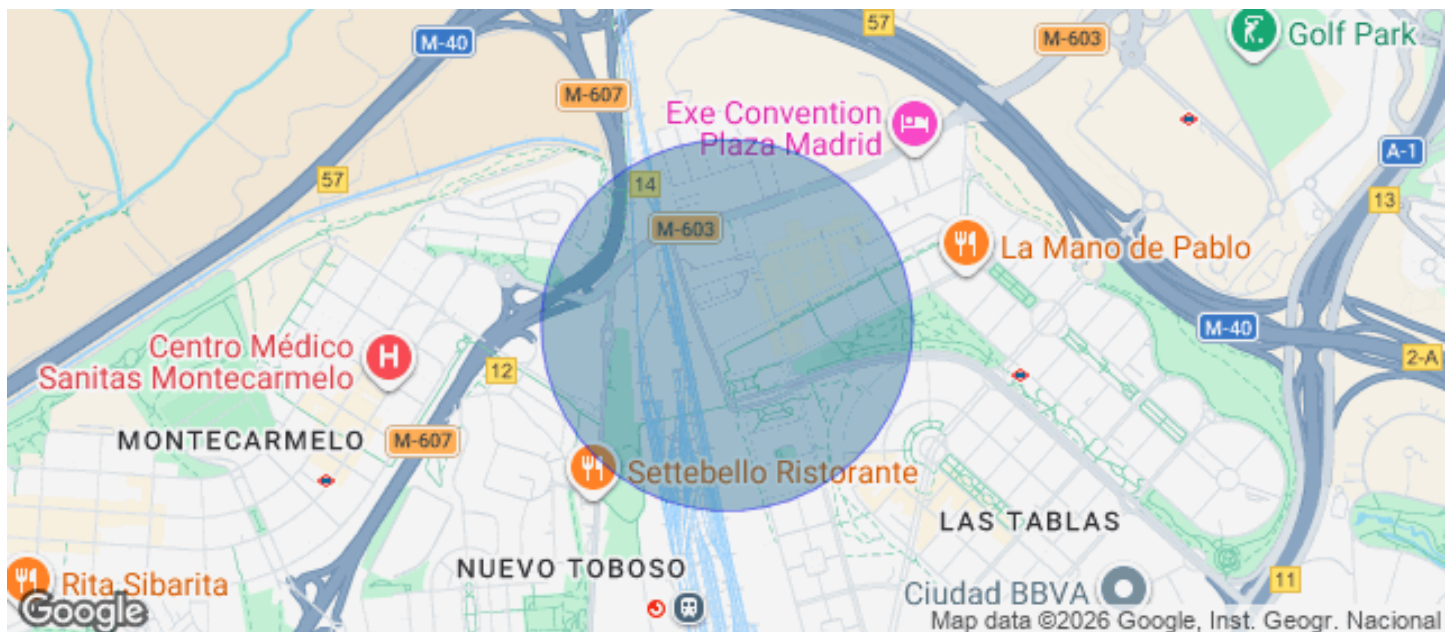 57
M-603
Golf Park
M-40
M-607
Exe Convention
Plaza Madrid
A-1
57
14
13
M-603
La Mano de Pablo
M-40
Centro Médico
Sanitas Montecarmelo
12
2-A
MONTECARMELO
M-607
Settebello Ristorante
LAS TABLAS
NUEVO TOBOSO
Rita Sibarita
Ciudad BBVA
11
Google
Map data ©2026 Google, Inst. Geogr. Nacional